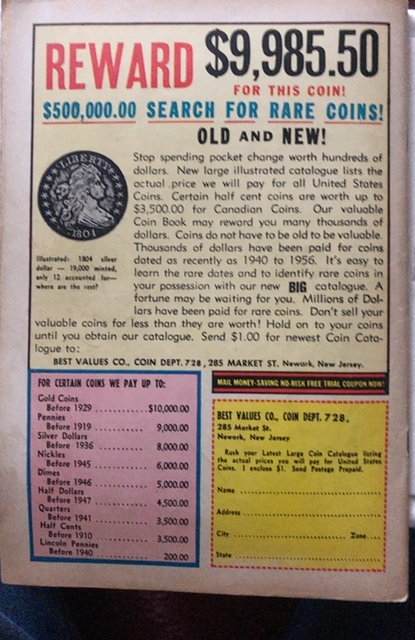 REWARD $9,985.50
FOR THIS COIN!
$500,000.00 SEARCH FOR RARE COINS!
OLD AND NEW!
LIBERTY
1804
Illustrated: 1804 silver
dollar — 19,000 minted,
only 12 accounted for—
where are the rest?
Stop spending pocket change worth hundreds of
dollars. New large illustrated catalogue lists the
actual price we will pay for all United States
Coins. Certain half cent coins are worth up to
$3,500.00 for Canadian Coins. Our valuable
Coin Book may reward you many thousands of
dollars. Coins do not have to be old to be valuable.
Thousands of dollars have been paid for coins
dated as recently as 1940 to 1956. It's easy to
learn the rare dates and to identify rare coins in
your possession with our new BIG catalogue. A
fortune may be waiting for you. Millions of Dol-
lars have been paid for rare coins. Don't sell your
valuable coins for less than they are worth! Hold on to your coins
until you obtain our catalogue. Send $1.00 for newest Coin Cata-
logue to:
BEST VALUES CO., COIN DEPT. 728, 285 MARKET ST. Newark, New Jersey.
FOR CERTAIN COINS WE PAY UP TO:
Gold Coins
Before 1929 ............ $10,000.00
Pennies
Before 1919 ............ 9,000.00
Silver Dollars
Before 1936 ............ 8,000.00
Nickles
Before 1945 ............ 6,000.00
Dimes
Before 1946 ............ 5,000.00
Half Dollars
Before 1947 ............ 4,500.00
Quarters
Before 1941 ............ 3,500.00
Half Cents
Before 1910 ............ 3,500.00
Lincoln Pennies
Before 1940 ............ 200.00
MAIL MONEY-SAVING NO-RISK FREE TRIAL COUPON NOW!
BEST VALUES CO., COIN DEPT. 728,
285 Market St.
Newark, New Jersey
Rush your Latest Large Coin Catalogue listing
the actual prices you will pay for United States
Coins. I enclose $1. Send Postage Prepaid.
Name ............
Address ............
City ............ Zone....
State ............